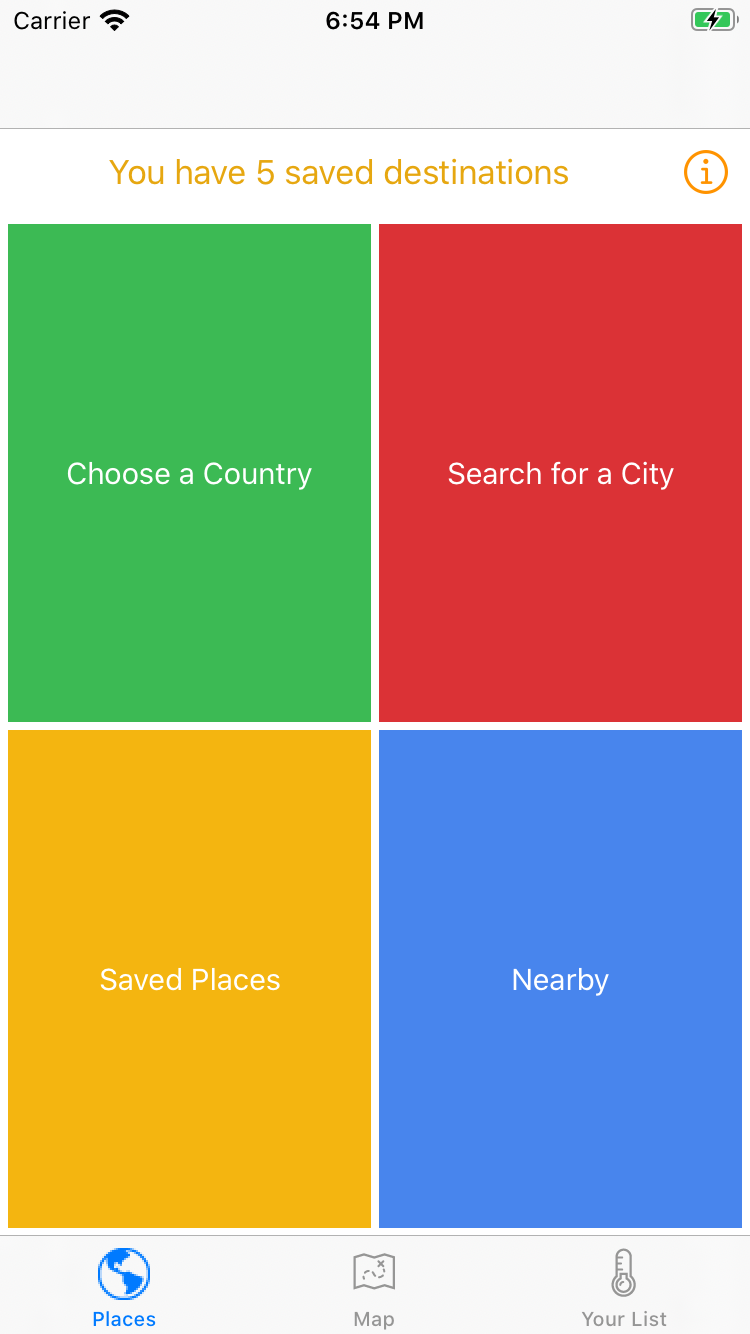 Carrier 6:54 PM
You have 5 saved destinations
Choose a Country
Search for a City
Saved Places
Nearby
Places
Map
Your List